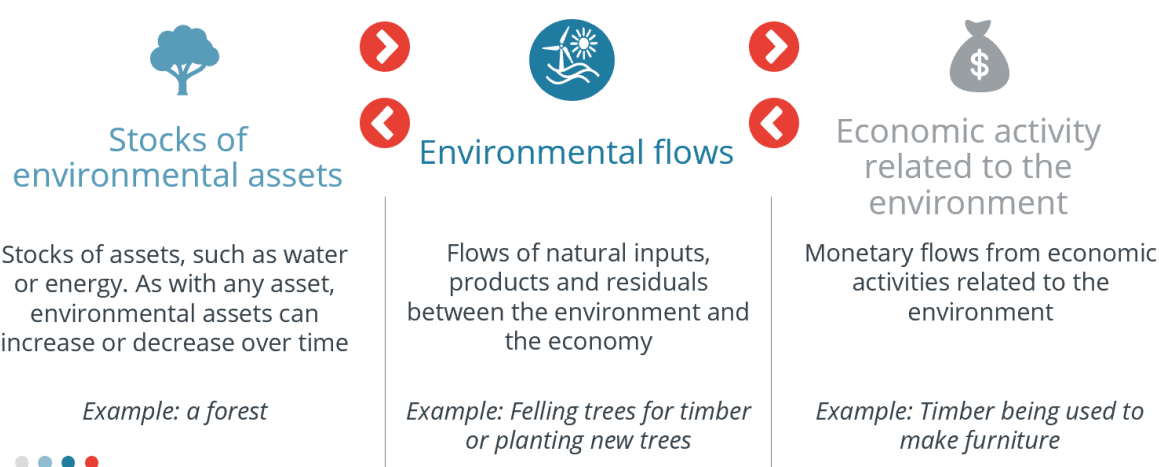 Stocks of
environmental assets
Stocks of assets, such as water
or energy. As with any asset,
environmental assets can
increase or decrease over time
Example: a forest
Environmental flows
Flows of natural inputs,
products and residuals
between the environment and
the economy
Example: Felling trees for timber
or planting new trees
$
Economic activity
related to the
environment
Monetary flows from economic
activities related to the
environment
Example: Timber being used to
make furniture